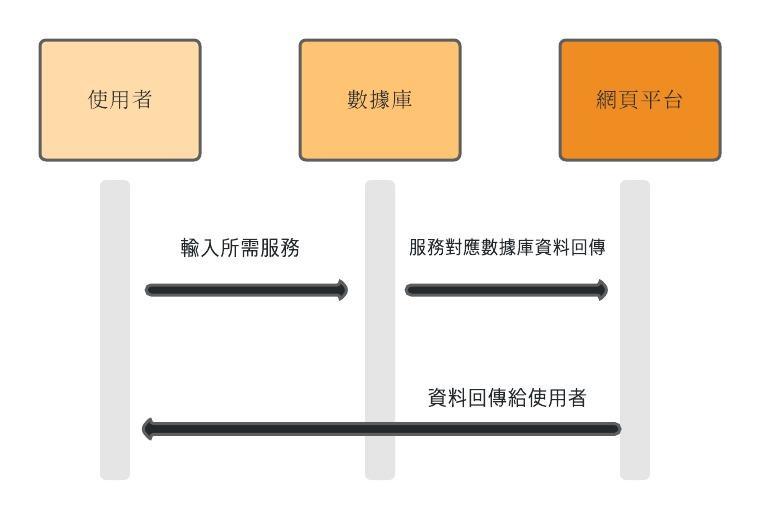 使用者
數據庫
網頁平台
輸入所需服務
服務對應數據庫資料回傳
資料回傳給使用者